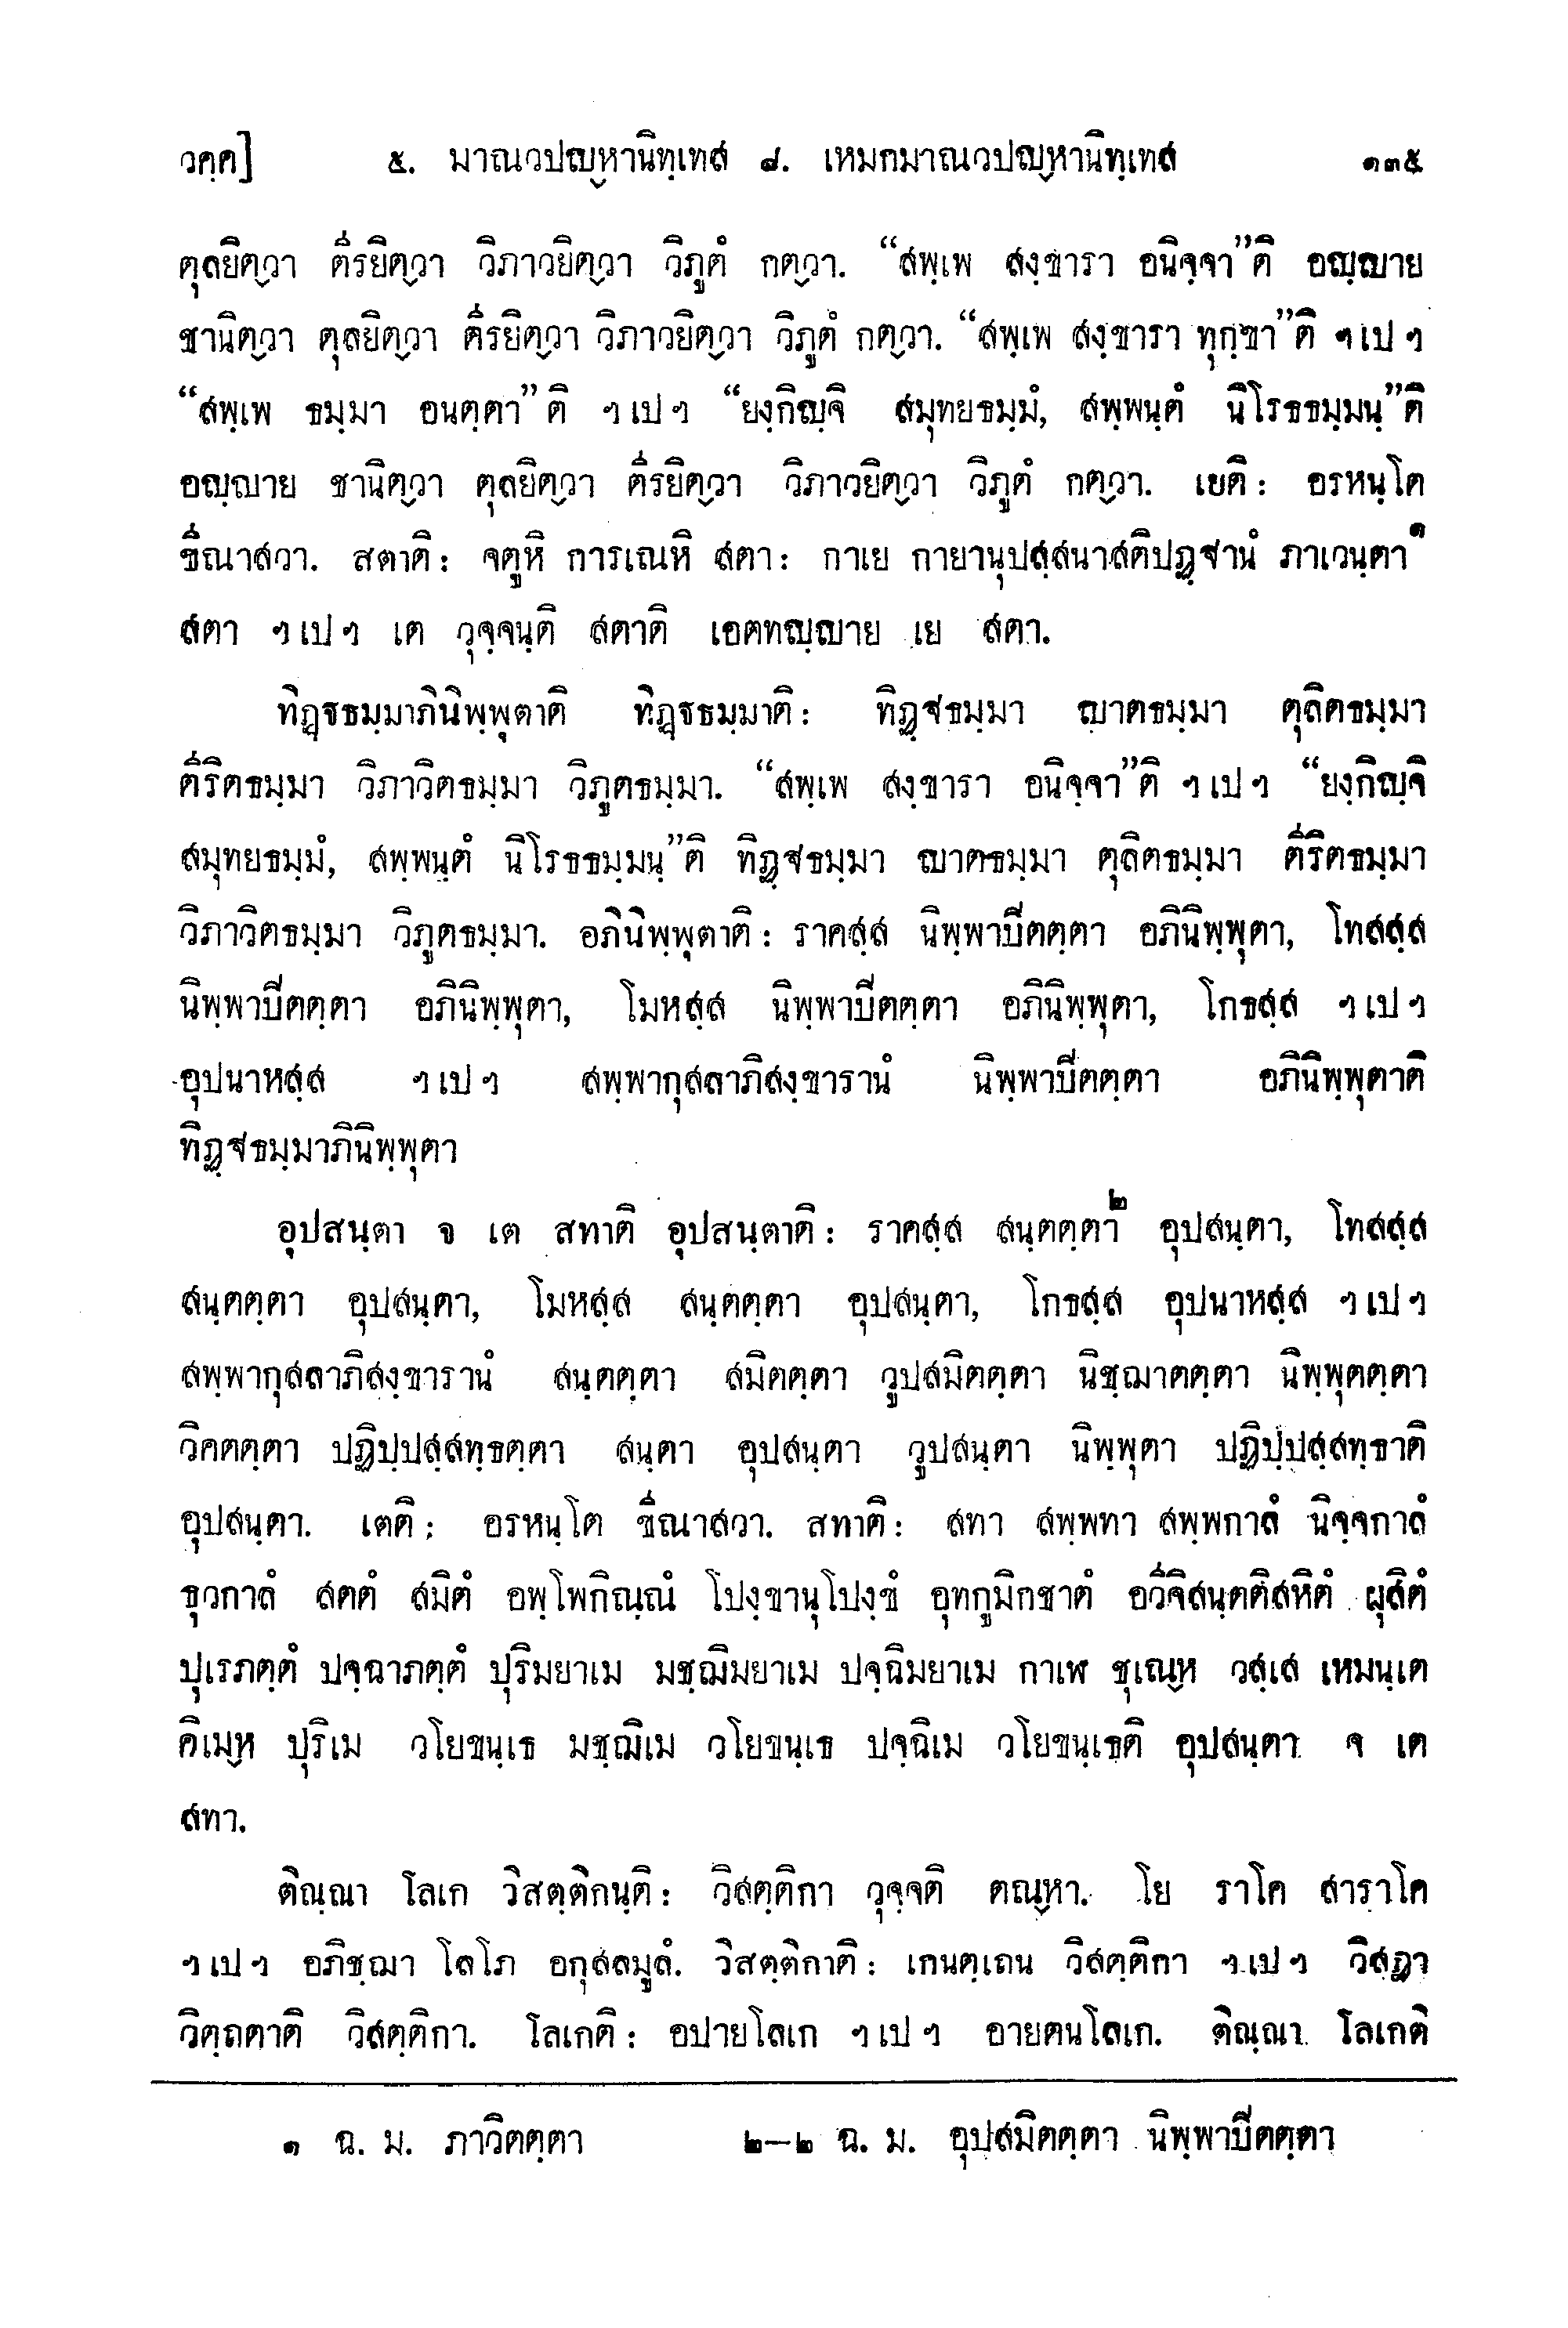 วคฺค]	๕. มาณวปญฺหานิทฺเทส ๘. เหมกมาณวปญฺหานิทฺเทส	๑๓๕
ตุลยิตฺวา ตีรยิตฺวา วิภาวยิตฺวา วิภูตํ กตฺวา. “สพฺเพ สงฺขารา อนิจฺจา”ติ อญฺญาย
ชานิตฺวา ตุลยิตฺวา ตีรยิตฺวา วิภาวยิตฺวา วิภูตํ กตฺวา. “สพฺเพ สงฺขารา ทุกฺขา”ติ ฯเปฯ
“สพฺเพ ธมฺมา อนตฺตา”ติ ฯเปฯ “ยงฺกิญฺจิ สมุทยธมฺมํ, สพฺพนฺตํ นิโรธธมฺมนฺ”ติ
อญฺญาย ชานิตฺวา ตุลยิตฺวา ตีรยิตฺวา วิภาวยิตฺวา วิภูตํ กตฺวา. เยติ: อรหนฺโต
ขีณาสวา. สตาติ: จตูหิ การเณหิ สตา: กาเย กายานุปสฺสนาสติปฏฺฐานํ ภาเวนฺตา๑
สตา ฯเปฯ เต วุจฺจนฺติ สตาติ เอตทญฺญาย เย สตา.
ทิฏฺฐธมฺมาภินิพฺพุตาติ ทิฏฺฐธมฺมาติ: ทิฏฺฐธมฺมา ญาตธมฺมา ตุลิตธมฺมา
ตีริตธมฺมา วิภาวิตธมฺมา วิภูตธมฺมา. “สพฺเพ สงฺขารา อนิจฺจา”ติ ฯเปฯ “ยงฺกิญฺจิ
สมุทยธมฺมํ, สพฺพนฺตํ นิโรธธมฺมนฺ”ติ ทิฏฺฐธมฺมา ญาตธมฺมา ตุลิตธมฺมา ตีริตธมฺมา
วิภาวิตธมฺมา วิภูตธมฺมา. อภินิพฺพุตาติ: ราคสฺส นิพฺพาปิตตฺตา อภินิพฺพุตา, โทสสฺส
นิพฺพาปิตตฺตา อภินิพฺพุตา, โมหสฺส นิพฺพาปิตตฺตา อภินิพฺพุตา, โกธสฺส ฯเปฯ
อุปนาหสฺส ฯเปฯ สพฺพากุสลาภิสงฺขารานํ นิพฺพาปิตตฺตา อภินิพฺพุตาติ
ทิฏฺฐธมฺมาภินิพฺพุตา
อุปสนฺตา จ เต สทาติ อุปสนฺตาติ: ราคสฺส สนฺตตฺตา๒ อุปสนฺตา, โทสสฺส
สนฺตตฺตา อุปสนฺตา, โมหสฺส สนฺตตฺตา อุปสนฺตา, โกธสฺส อุปนาหสฺส ฯเปฯ
สพฺพากุสลาภิสงฺขารานํ สนฺตตฺตา สมิตตฺตา วูปสมิตตฺตา นิชฺฌาตตฺตา นิพฺพุตตฺตา
วิคตตฺตา ปฏิปฺปสฺสทฺธตฺตา สนฺตา อุปสนฺตา วูปสนฺตา นิพฺพุตา ปฏิปฺปสฺสทฺธาติ
อุปสนฺตา. เตติ: อรหนฺโต ขีณาสวา. สทาติ: สทา สพฺพทา สพฺพกาลํ นิจฺจกาลํ
ธุวกาลํ สตตํ สมิตํ อพฺโพกิณฺณํ โปงฺขานุโปงฺขํ อุทกูมิกชาตํ อวีจิสนฺตติสหิตํ ผุสิตํ
ปุเรภตฺตํ ปจฺฉาภตฺตํ ปุริมยาเม มชฺฌิมยาเม ปจฺฉิมยาเม กาเฬ ชุเณฺห วสฺเส เหมนฺเต
คิเมฺห ปุริเม วโยขนฺเธ มชฺฌิเม วโยขนฺเธ ปจฺฉิเม วโยขนฺเธติ อุปสนฺตา จ เต
สทา.
ติณฺณา โลเก วิสตฺติกนฺติ: วิสตฺติกา วุจฺจติ ตณฺหา. โย ราโค สาราโค
ฯเปฯ อภิชฺฌา โลโภ อกุสลมูลํ. วิสตฺติกาติ: เกนตฺเถน วิสตฺติกา ฯเปฯ วิสฏา
วิตฺถตาติ วิสตฺติกา. โลเกติ: อปายโลเก ฯเปฯ อายตนโลเก. ติณฺณา โลเกติ
๑ ฉ. ม. ภาวิตตฺตา	๒–๒ ฉ. ม. อุปสมิตตฺตา นิพฺพาปิตตฺตา